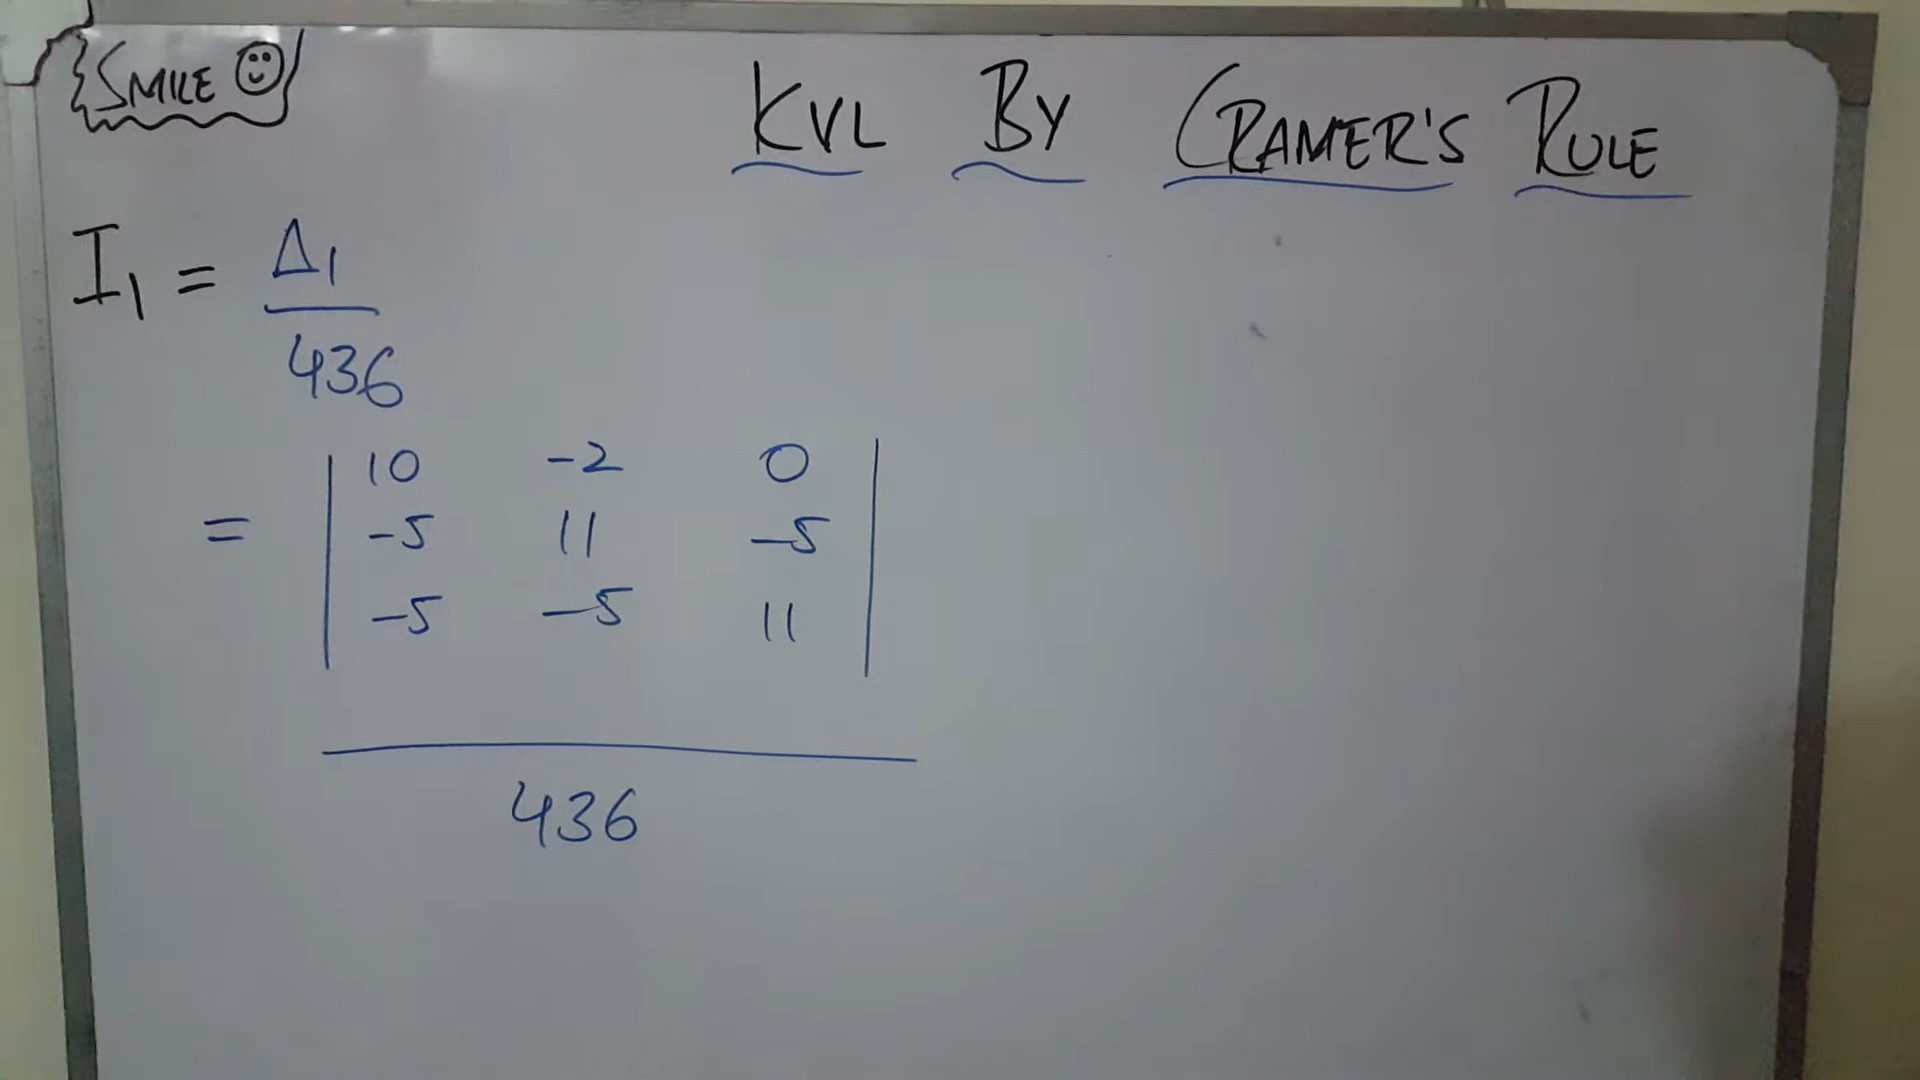 SMILE
KVL BY CRAMER'S RULE
I1 = Δ1
436
10 -2 0
= -5 11 -5
-5 -5 11
436